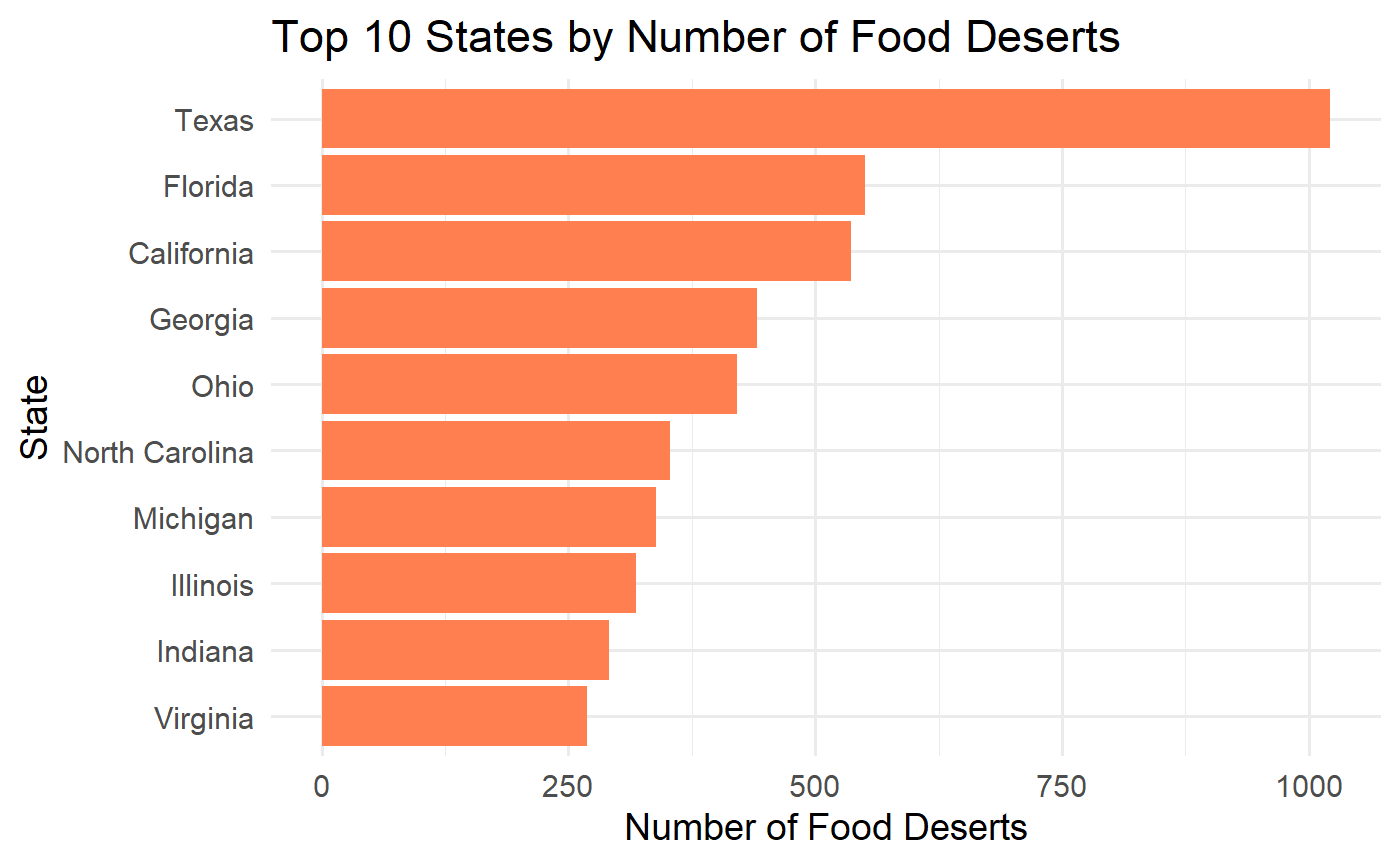 Top 10 States by Number of Food Deserts
Texas
Florida
California
Georgia
Ohio
North Carolina
Michigan
Illinois
Indiana
Virginia
State
0 250 500 750 1000
Number of Food Deserts